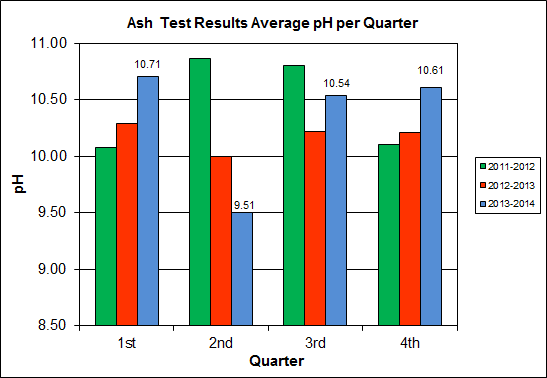 Ash  Test Results Average pH per Quarter
11.00
10.50
10.00
9.50
9.00
8.50
pH
10.71
9.51
10.54
10.61
1st
2nd
3rd
4th
Quarter
2011-2012
2012-2013
2013-2014